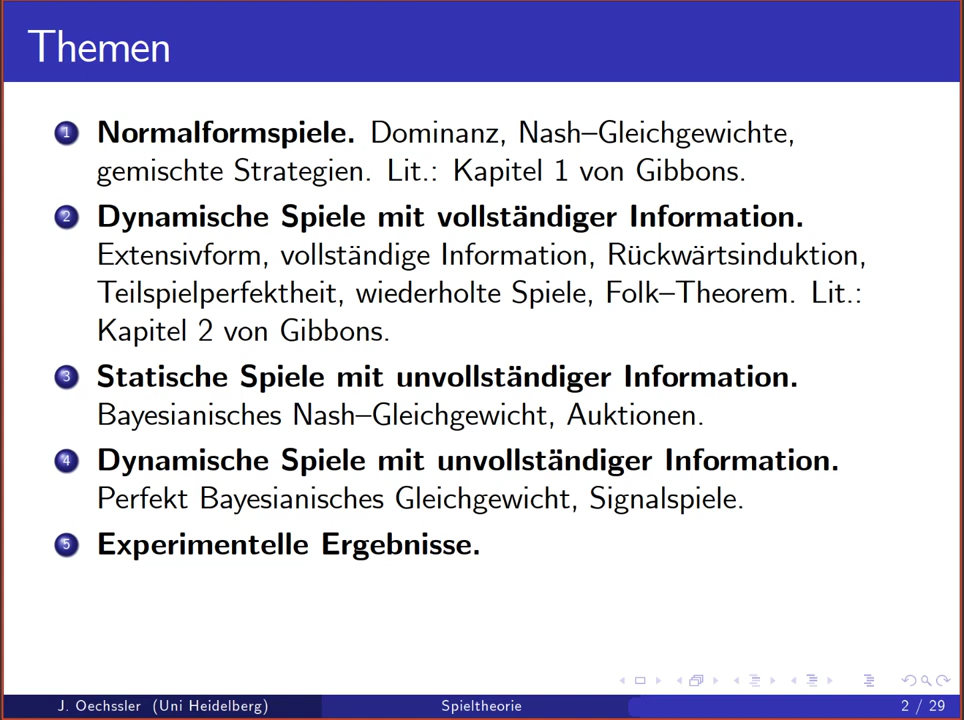 Themen
1 Normalformspiele. Dominanz, Nash–Gleichgewichte,
gemischte Strategien. Lit.: Kapitel 1 von Gibbons.
2 Dynamische Spiele mit vollständiger Information.
Extensivform, vollständige Information, Rückwärtsinduktion,
Teilspielperfektheit, wiederholte Spiele, Folk–Theorem. Lit.:
Kapitel 2 von Gibbons.
3 Statische Spiele mit unvollständiger Information.
Bayesianisches Nash–Gleichgewicht, Auktionen.
4 Dynamische Spiele mit unvollständiger Information.
Perfekt Bayesianisches Gleichgewicht, Signalspiele.
5 Experimentelle Ergebnisse.
J. Oechssler (Uni Heidelberg) Spieltheorie 2 / 29